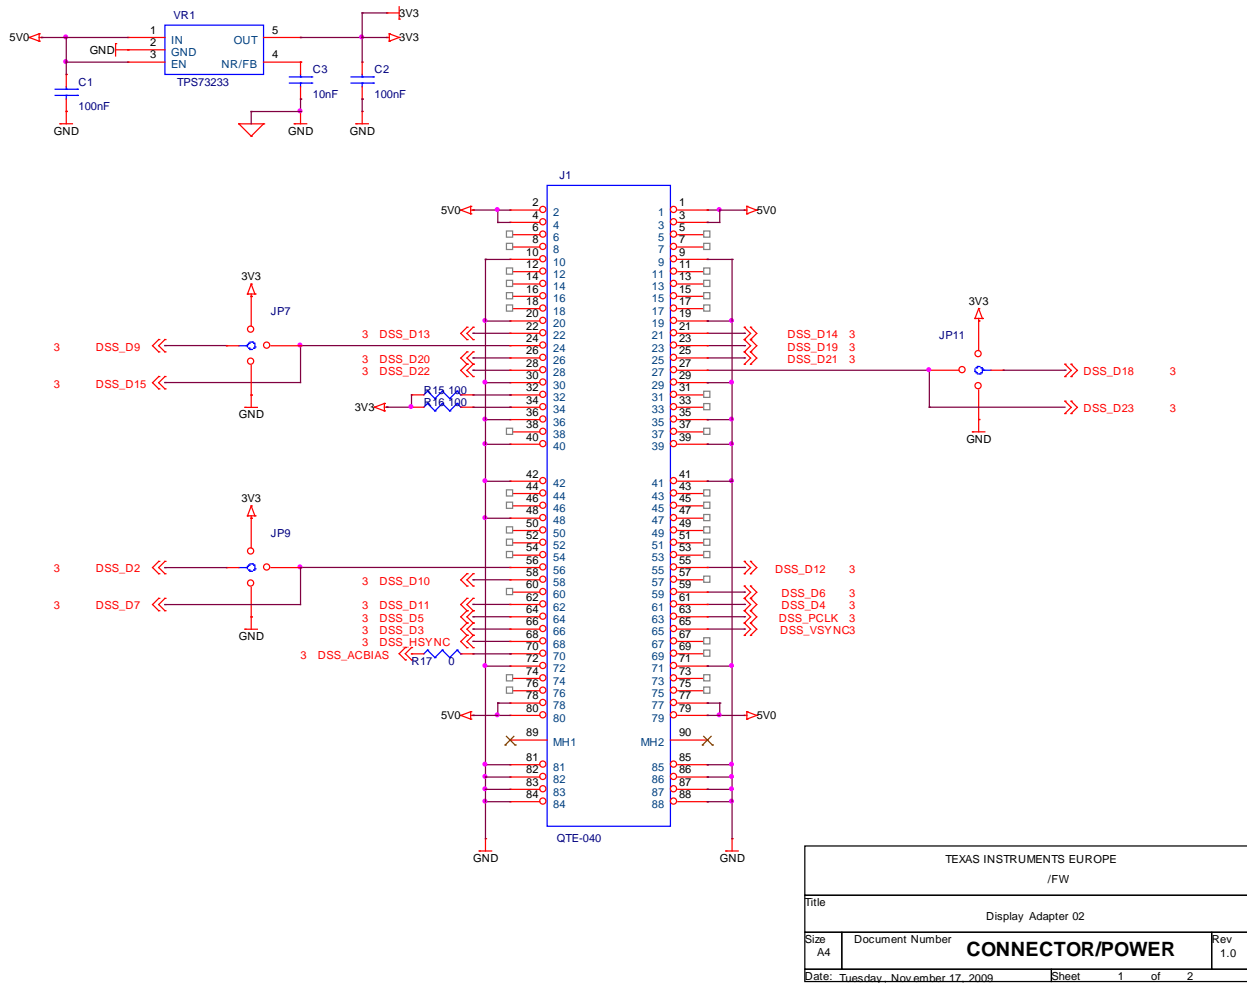 VR1
5V0 1 IN OUT 5 3V3
3V3
GND 2 GND
3 EN NR/FB 4
TPS73233
C1 100nF
C3 10nF
C2 100nF
GND GND GND
J1
5V0 2 2 1 1 5V0
4 4 3 3
6 6 5 5
8 8 7 7
10 10 9 9
12 12 11 11
14 14 13 13
16 16 15 15
18 18 17 17
20 20 19 19
3 DSS_D13 22 22 21 21 DSS_D14 3
24 24 23 23 DSS_D19 3
3 DSS_D20 26 26 25 25 DSS_D21 3
3 DSS_D22 28 28 27 27
30 30 29 29
R15 100 32 32 31 31
3V3 R16 100 34 34 33 33
36 36 35 35
38 38 37 37
40 40 39 39
42 42 41 41
44 44 43 43
46 46 45 45
48 48 47 47
50 50 49 49
52 52 51 51
54 54 53 53
56 56 55 55 DSS_D12 3
3 DSS_D10 58 58 57 57
60 60 59 59 DSS_D6 3
3 DSS_D11 62 62 61 61 DSS_D4 3
3 DSS_D5 64 64 63 63 DSS_PCLK 3
3 DSS_D3 66 66 65 65 DSS_VSYNC3
3 DSS_HSYNC 68 68 67 67
3 DSS_ACBIAS R17 0 70 70 69 69
72 72 71 71
74 74 73 73
76 76 75 75
78 78 77 77
5V0 80 80 79 79 5V0
89 MH1 MH2 90
81 81 85 85
82 82 86 86
83 83 87 87
84 84 88 88
QTE-040
GND GND
3V3
JP7
3 DSS_D9
3 DSS_D15
GND
3V3
JP9
3 DSS_D2
3 DSS_D7
GND
3V3
JP11
DSS_D18 3
DSS_D23 3
GND
TEXAS INSTRUMENTS EUROPE
/FW
Title
Display Adapter 02
Size A4
Document Number CONNECTOR/POWER
Rev 1.0
Date: Tuesday, November 17, 2009 Sheet 1 of 2